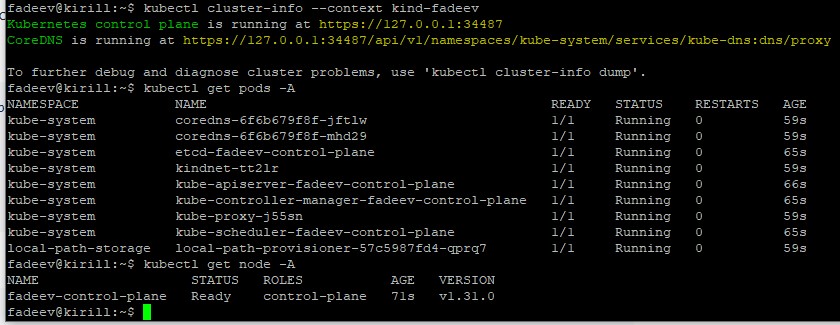 fadeev@kirill:~$ kubectl cluster-info --context kind-fadeev
Kubernetes control plane is running at https://127.0.0.1:34487
CoreDNS is running at https://127.0.0.1:34487/api/v1/namespaces/kube-system/services/kube-dns:dns/proxy

To further debug and diagnose cluster problems, use 'kubectl cluster-info dump'.
fadeev@kirill:~$ kubectl get pods -A
NAMESPACE NAME READY STATUS RESTARTS AGE
kube-system coredns-6f6b679f8f-jftlw 1/1 Running 0 59s
kube-system coredns-6f6b679f8f-mhd29 1/1 Running 0 59s
kube-system etcd-fadeev-control-plane 1/1 Running 0 65s
kube-system kindnet-tt2lr 1/1 Running 0 59s
kube-system kube-apiserver-fadeev-control-plane 1/1 Running 0 66s
kube-system kube-controller-manager-fadeev-control-plane 1/1 Running 0 65s
kube-system kube-proxy-j55sn 1/1 Running 0 59s
kube-system kube-scheduler-fadeev-control-plane 1/1 Running 0 65s
local-path-storage local-path-provisioner-57c5987fd4-qprq7 1/1 Running 0 59s
fadeev@kirill:~$ kubectl get node -A
NAME STATUS ROLES AGE VERSION
fadeev-control-plane Ready control-plane 71s v1.31.0
fadeev@kirill:~$